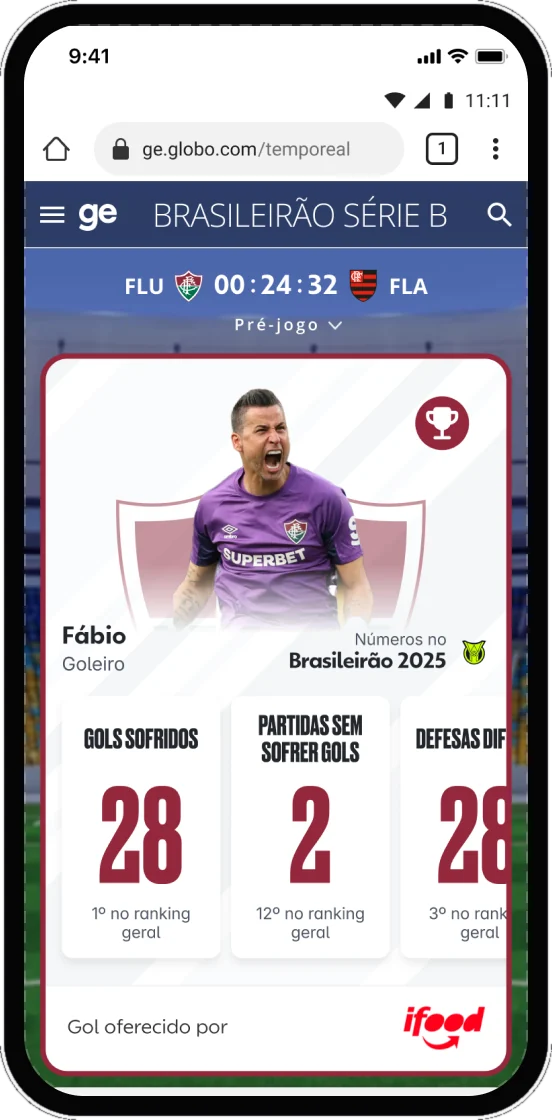 9:41
11:11
ge.globo.com/temporeal
1
ge BRASILEIRÃO SÉRIE B
FLU 00:24:32 FLA
Pré-jogo
umbro
SUPERBET
Fábio
Goleiro
Números no
Brasileirão 2025
GOLS SOFRIDOS
28
1º no ranking
geral
PARTIDAS SEM
SOFRER GOLS
2
12º no ranking
geral
DEFESAS DIF
28
3º no rank
geral
Gol oferecido por
ifood